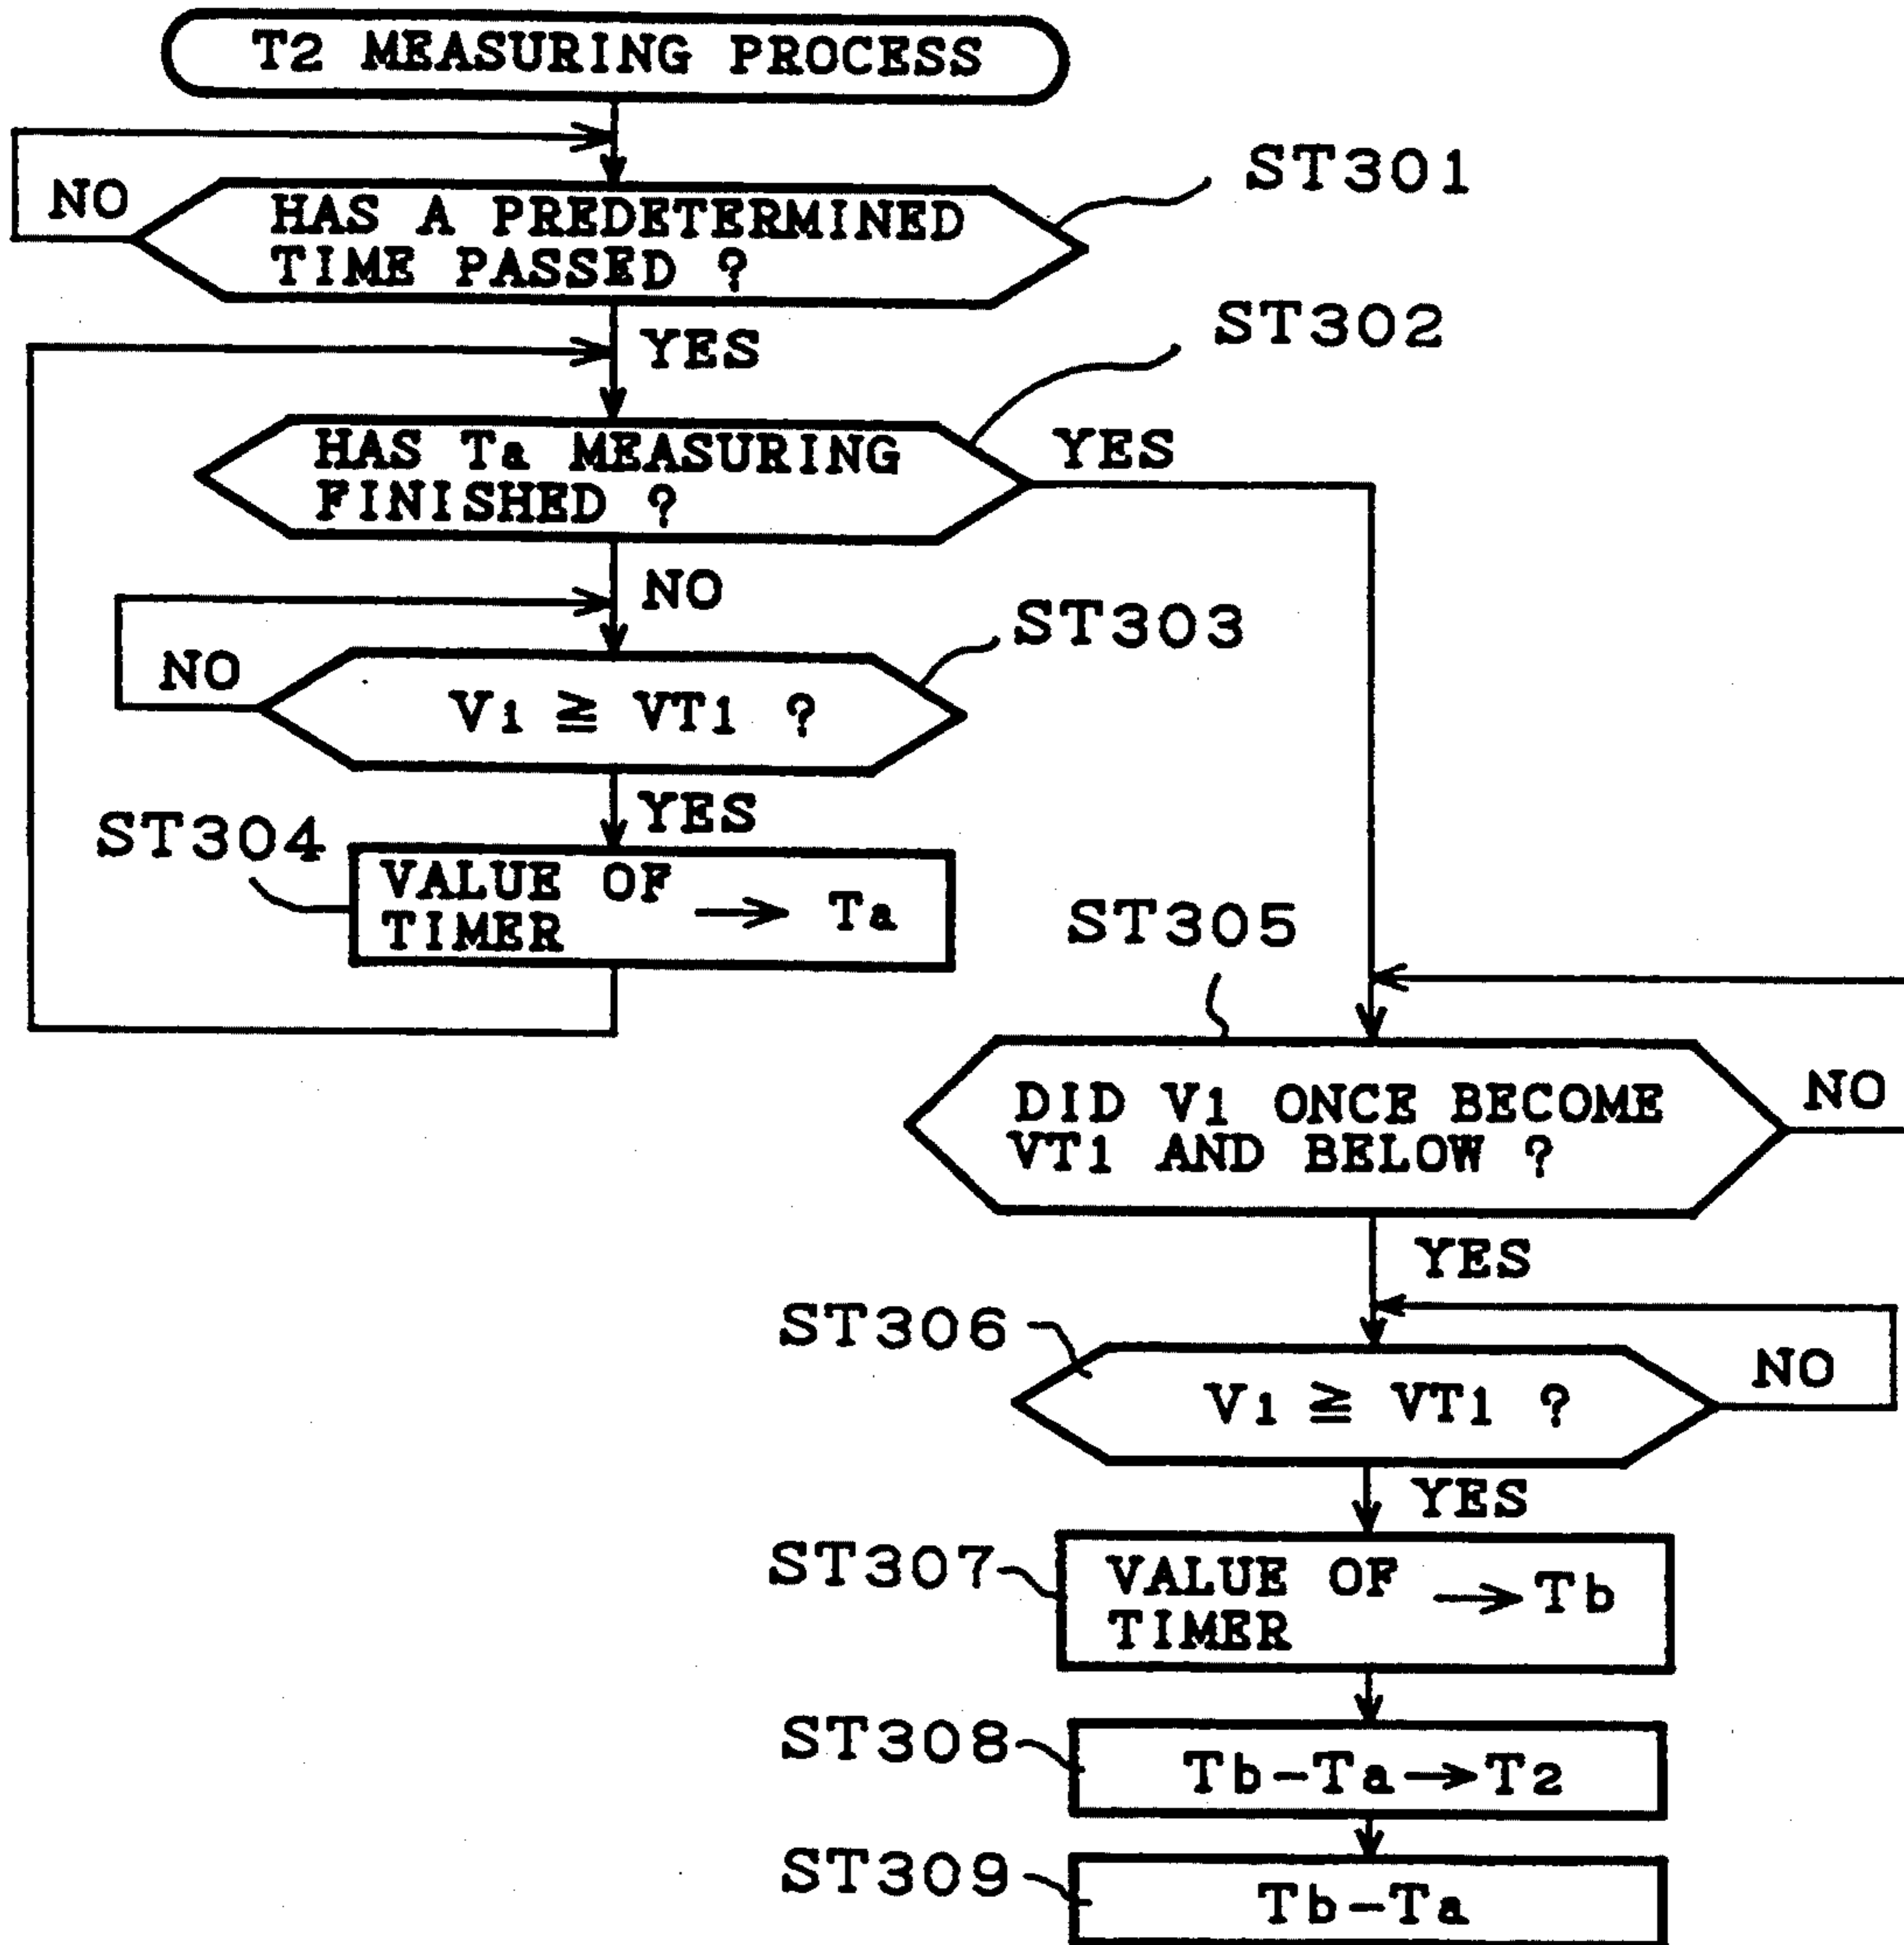 T2 MEASURING PROCESS
NO
HAS A PREDETERMINED
TIME PASSED ?
ST301
YES
ST302
HAS Ta MEASURING
FINISHED ?
YES
NO
ST303
NO
V1 ≧ VT1 ?
YES
ST304
VALUE OF
TIMER → Ta
ST305
DID V1 ONCE BECOME
VT1 AND BELOW ?
NO
YES
ST306
V1 ≧ VT1 ?
NO
YES
ST307
VALUE OF
TIMER → Tb
ST308
Tb-Ta→T2
ST309
Tb-Ta